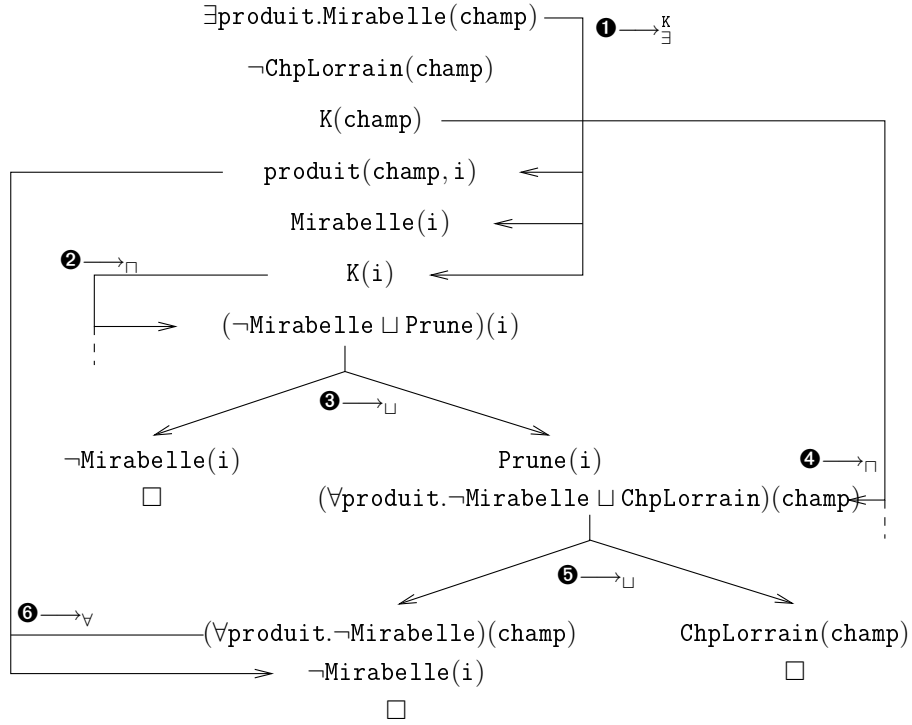 ∃produit.Mirabelle(champ)
❶ ⟶∃K
¬ChpLorrain(champ)
K(champ)
produit(champ, i)
Mirabelle(i)
❷ ⟶⊓
K(i)
(¬Mirabelle ⊔ Prune)(i)
❸ ⟶⊔
¬Mirabelle(i)
Prune(i)
❹ ⟶⊓
□
(∀produit.¬Mirabelle ⊔ ChpLorrain)(champ)
❺ ⟶⊔
❻ ⟶∀
(∀produit.¬Mirabelle)(champ)
ChpLorrain(champ)
¬Mirabelle(i)
□
□